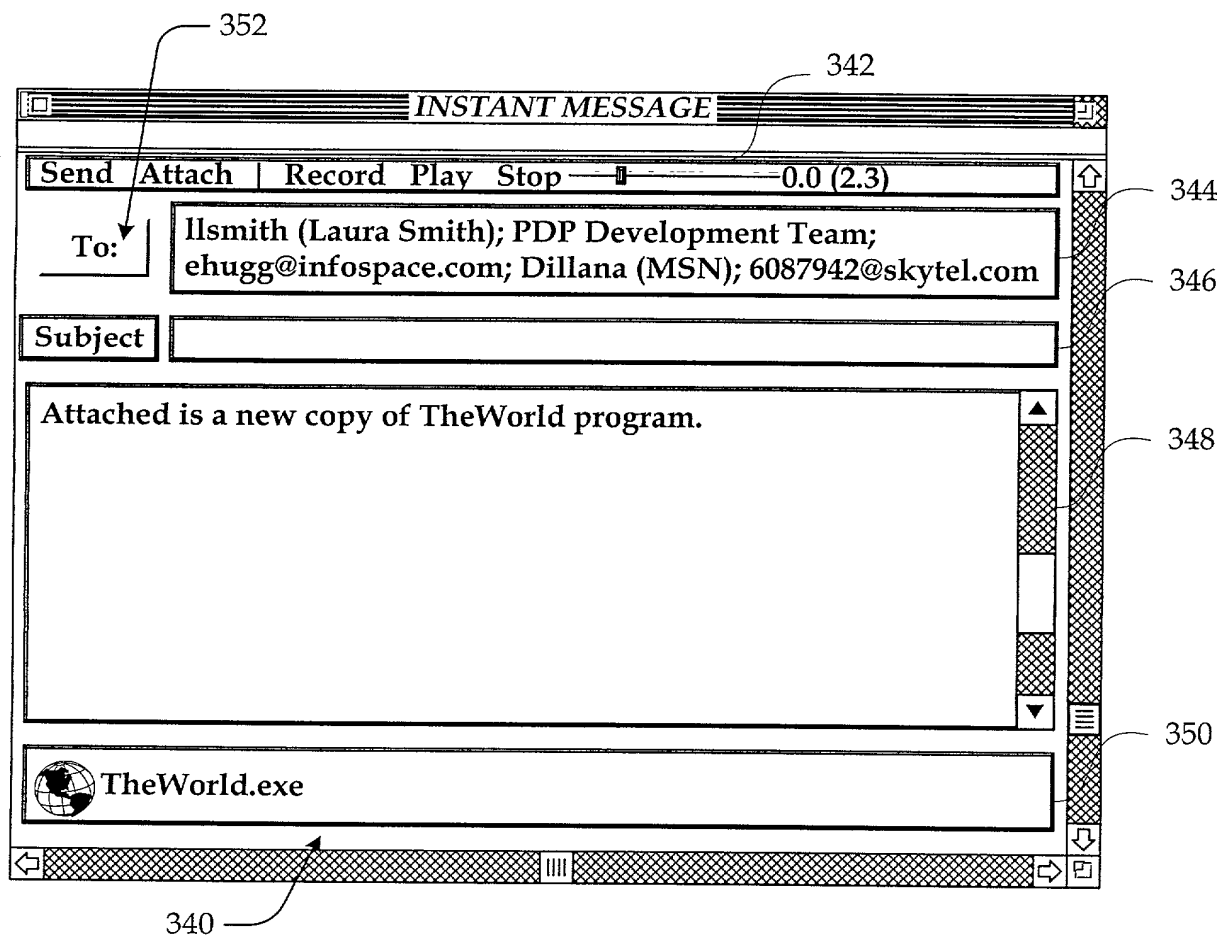 352
342
INSTANT MESSAGE
Send Attach | Record Play Stop 0.0 (2.3)
344
To:
llsmith (Laura Smith); PDP Development Team;
ehugg@infospace.com; Dillana (MSN); 6087942@skytel.com
346
Subject
Attached is a new copy of TheWorld program.
348
350
TheWorld.exe
340